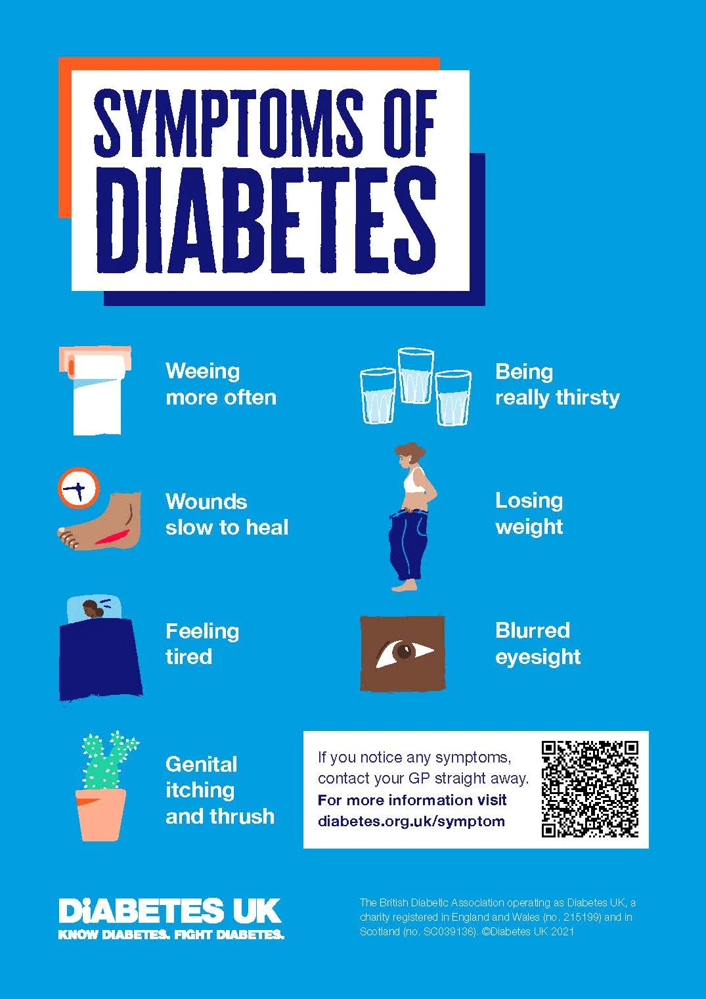 SYMPTOMS OF
DIABETES
Weeing
more often
Being
really thirsty
Wounds
slow to heal
Losing
weight
Feeling
tired
Blurred
eyesight
Genital
itching
and thrush
If you notice any symptoms,
contact your GP straight away.
For more information visit
diabetes.org.uk/symptom
DiABETES UK
KNOW DIABETES. FIGHT DIABETES.
The British Diabetic Association operating as Diabetes UK, a
charity registered in England and Wales (no. 215199) and in
Scotland (no. SC039136). ©Diabetes UK 2021